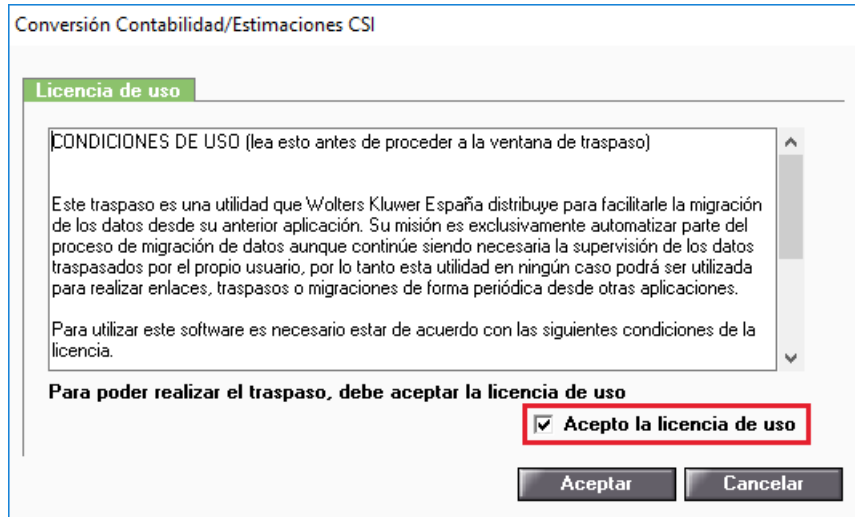 Conversión Contabilidad/Estimaciones CSI
Licencia de uso
CONDICIONES DE USO (lea esto antes de proceder a la ventana de traspaso)
Este traspaso es una utilidad que Wolters Kluwer España distribuye para facilitarle la migración
de los datos desde su anterior aplicación. Su misión es exclusivamente automatizar parte del
proceso de migración de datos aunque continúe siendo necesaria la supervisión de los datos
traspasados por el propio usuario, por lo tanto esta utilidad en ningún caso podrá ser utilizada
para realizar enlaces, traspasos o migraciones de forma periódica desde otras aplicaciones.
Para utilizar este software es necesario estar de acuerdo con las siguientes condiciones de la
licencia.
Para poder realizar el traspaso, debe aceptar la licencia de uso
Acepto la licencia de uso
Aceptar Cancelar